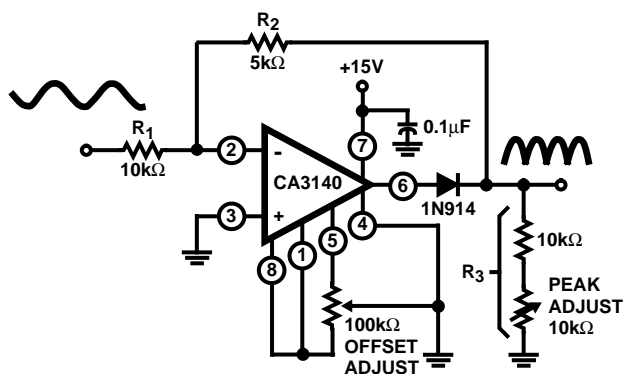 R2
5kΩ
+15V
R1
10kΩ
2
-
7
0.1μF
CA3140
6
1N914
3
+
4
5
1
8
100kΩ
OFFSET
ADJUST
R3
10kΩ
PEAK
ADJUST
10kΩ